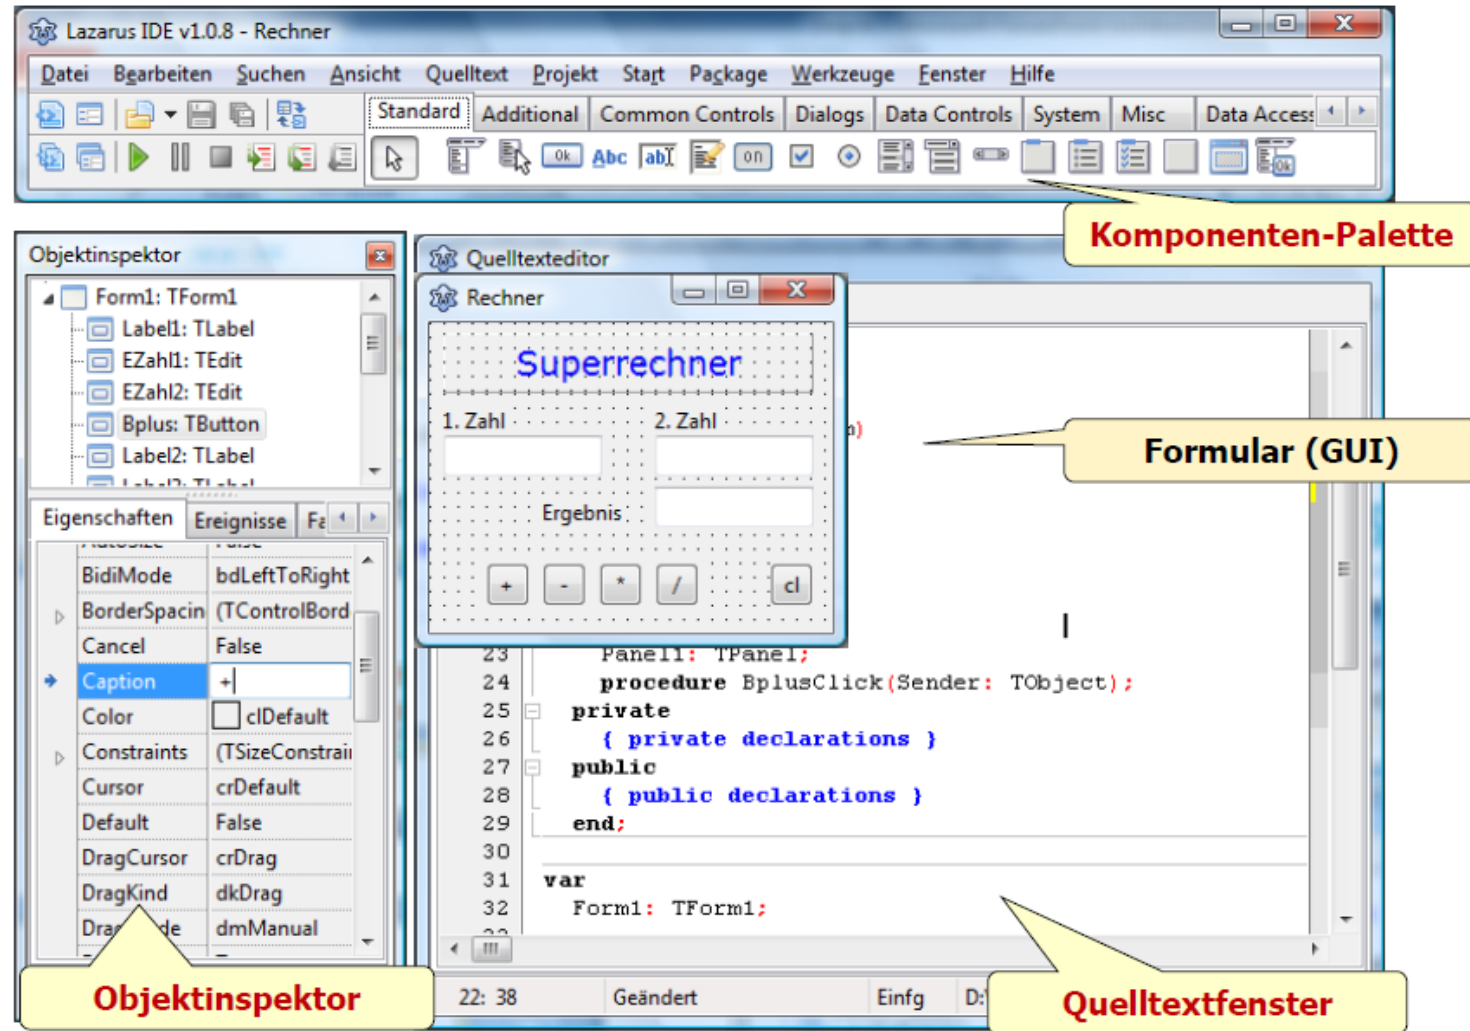 Lazarus IDE v1.0.8 - Rechner
Datei Bearbeiten Suchen Ansicht Quelltext Projekt Start Package Werkzeuge Fenster Hilfe
Standard Additional Common Controls Dialogs Data Controls System Misc Data Access
Ok Abc abI on Ok
Komponenten-Palette
Objektinspektor
Form1: TForm1
Label1: TLabel
EZahl1: TEdit
EZahl2: TEdit
Bplus: TButton
Label2: TLabel
Eigenschaften Ereignisse
BidiMode bdLeftToRight
BorderSpacin (TControlBord
Cancel False
Caption +
Color clDefault
Constraints (TSizeConstrai
Cursor crDefault
Default False
DragCursor crDrag
DragKind dkDrag
dmManual
Objektinspektor
Quelltexteditor
Rechner
Superrechner
1. Zahl 2. Zahl
Ergebnis
+ - * / cl
Formular (GUI)
23 Panel1: TPanel;
24 procedure BplusClick(Sender: TObject);
25 private
26 { private declarations }
27 public
28 { public declarations }
29 end;
30
31 var
32 Form1: TForm1;
22: 38 Geändert Einfg
Quelltextfenster